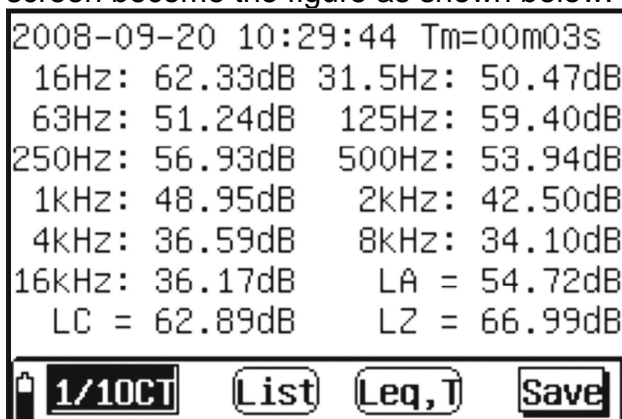 screen become the figure as shown below.
2008-09-20 10:29:44 Tm=00m03s
16Hz: 62.33dB 31.5Hz: 50.47dB
63Hz: 51.24dB 125Hz: 59.40dB
250Hz: 56.93dB 500Hz: 53.94dB
1kHz: 48.95dB 2kHz: 42.50dB
4kHz: 36.59dB 8kHz: 34.10dB
16kHz: 36.17dB LA = 54.72dB
LC = 62.89dB LZ = 66.99dB
1/1OCT List Leq,T Save